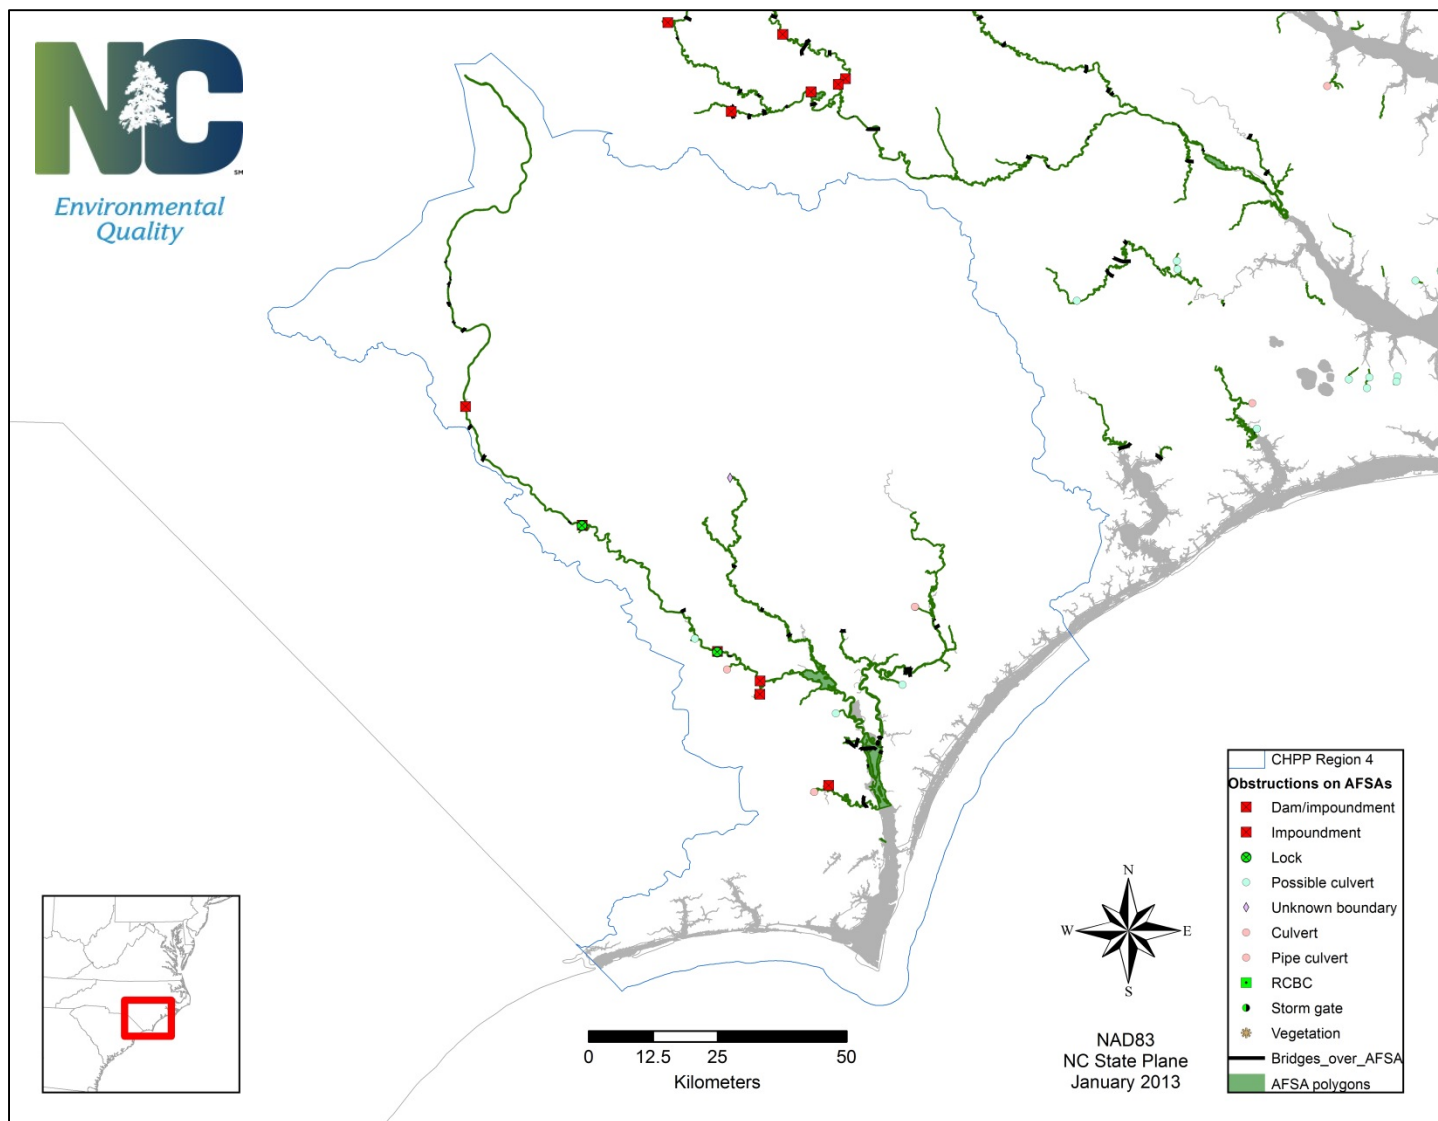 NC
SM
Environmental
Quality
CHPP Region 4
Obstructions on AFSAs
Dam/impoundment
Impoundment
Lock
Possible culvert
Unknown boundary
Culvert
Pipe culvert
RCBC
Storm gate
Vegetation
Bridges_over_AFSA
AFSA polygons
N
W E
S
NAD83
NC State Plane
January 2013
0 12.5 25 50
Kilometers